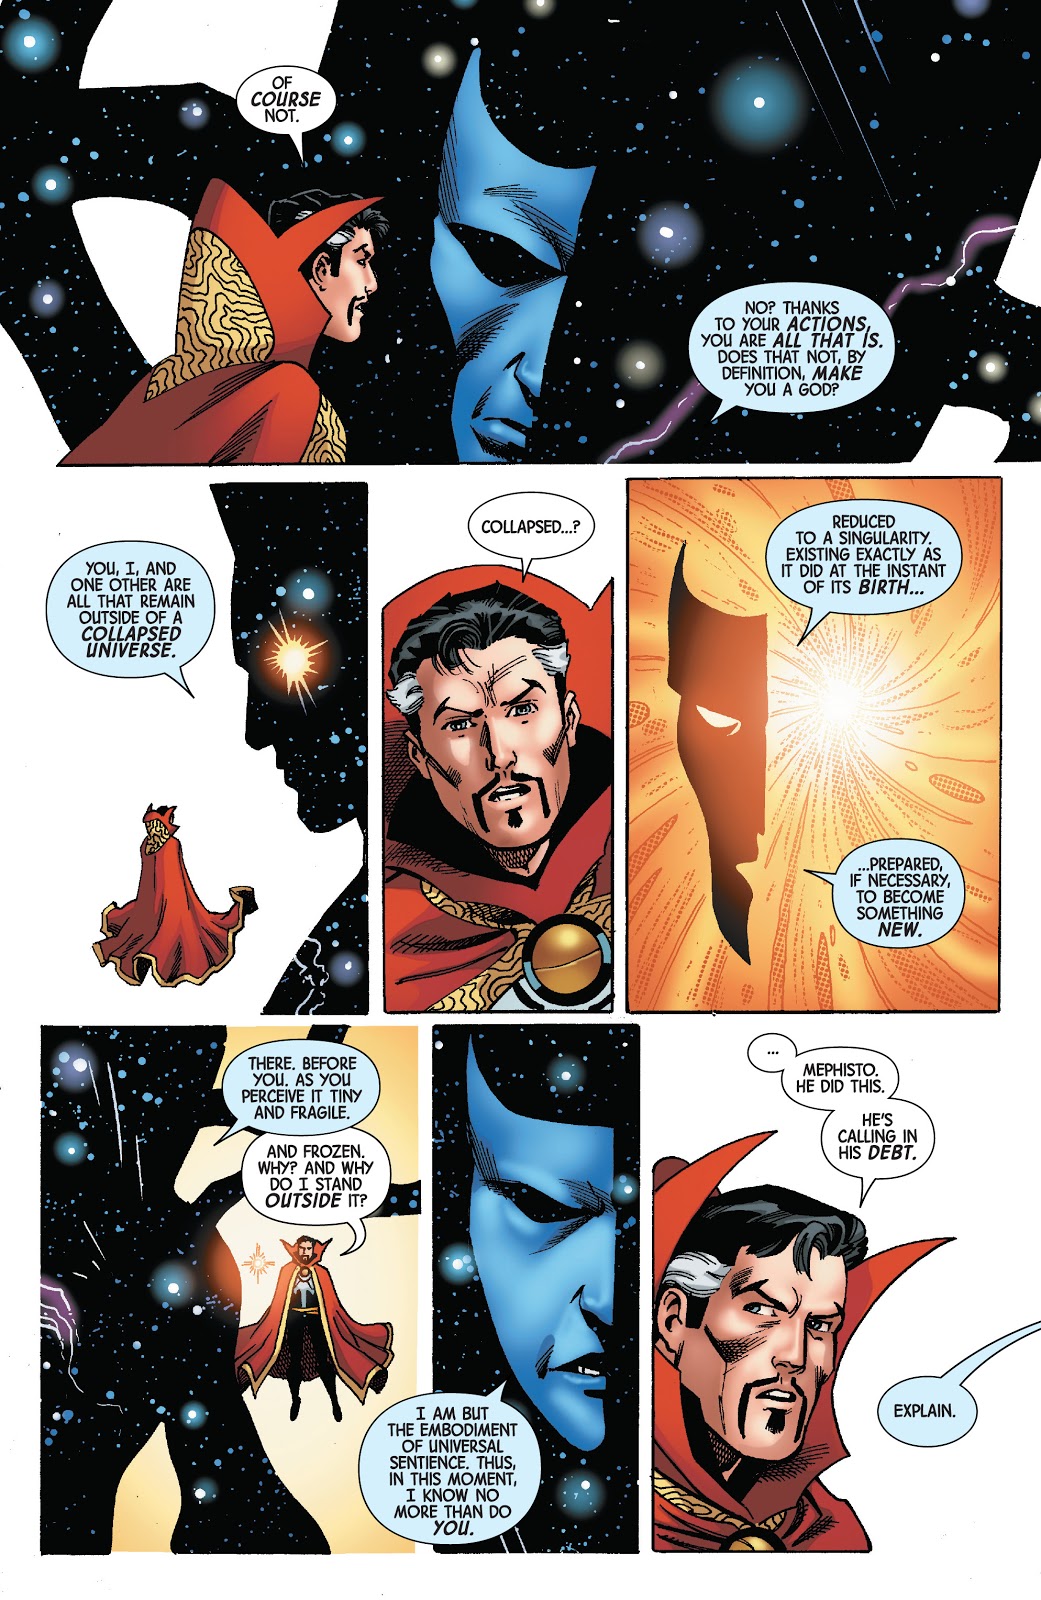 OF
COURSE
NOT.
NO? THANKS
TO YOUR ACTIONS,
YOU ARE ALL THAT IS.
DOES THAT NOT, BY
DEFINITION, MAKE
YOU A GOD?
YOU, I, AND
ONE OTHER ARE
ALL THAT REMAIN
OUTSIDE OF A
COLLAPSED
UNIVERSE.
COLLAPSED...?
REDUCED
TO A SINGULARITY.
EXISTING EXACTLY AS
IT DID AT THE INSTANT
OF ITS BIRTH...
...PREPARED,
IF NECESSARY,
TO BECOME
SOMETHING
NEW.
THERE. BEFORE
YOU. AS YOU
PERCEIVE IT TINY
AND FRAGILE.
AND FROZEN.
WHY? AND WHY
DO I STAND
OUTSIDE IT?
I AM BUT
THE EMBODIMENT
OF UNIVERSAL
SENTIENCE. THUS,
IN THIS MOMENT,
I KNOW NO
MORE THAN DO
YOU.
...
MEPHISTO.
HE DID THIS.
HE'S
CALLING IN
HIS DEBT.
EXPLAIN.